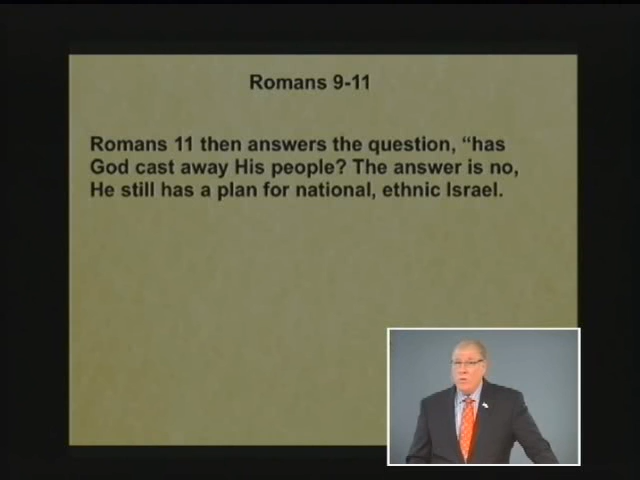 Romans 9-11
Romans 11 then answers the question, “has
God cast away His people? The answer is no,
He still has a plan for national, ethnic Israel.